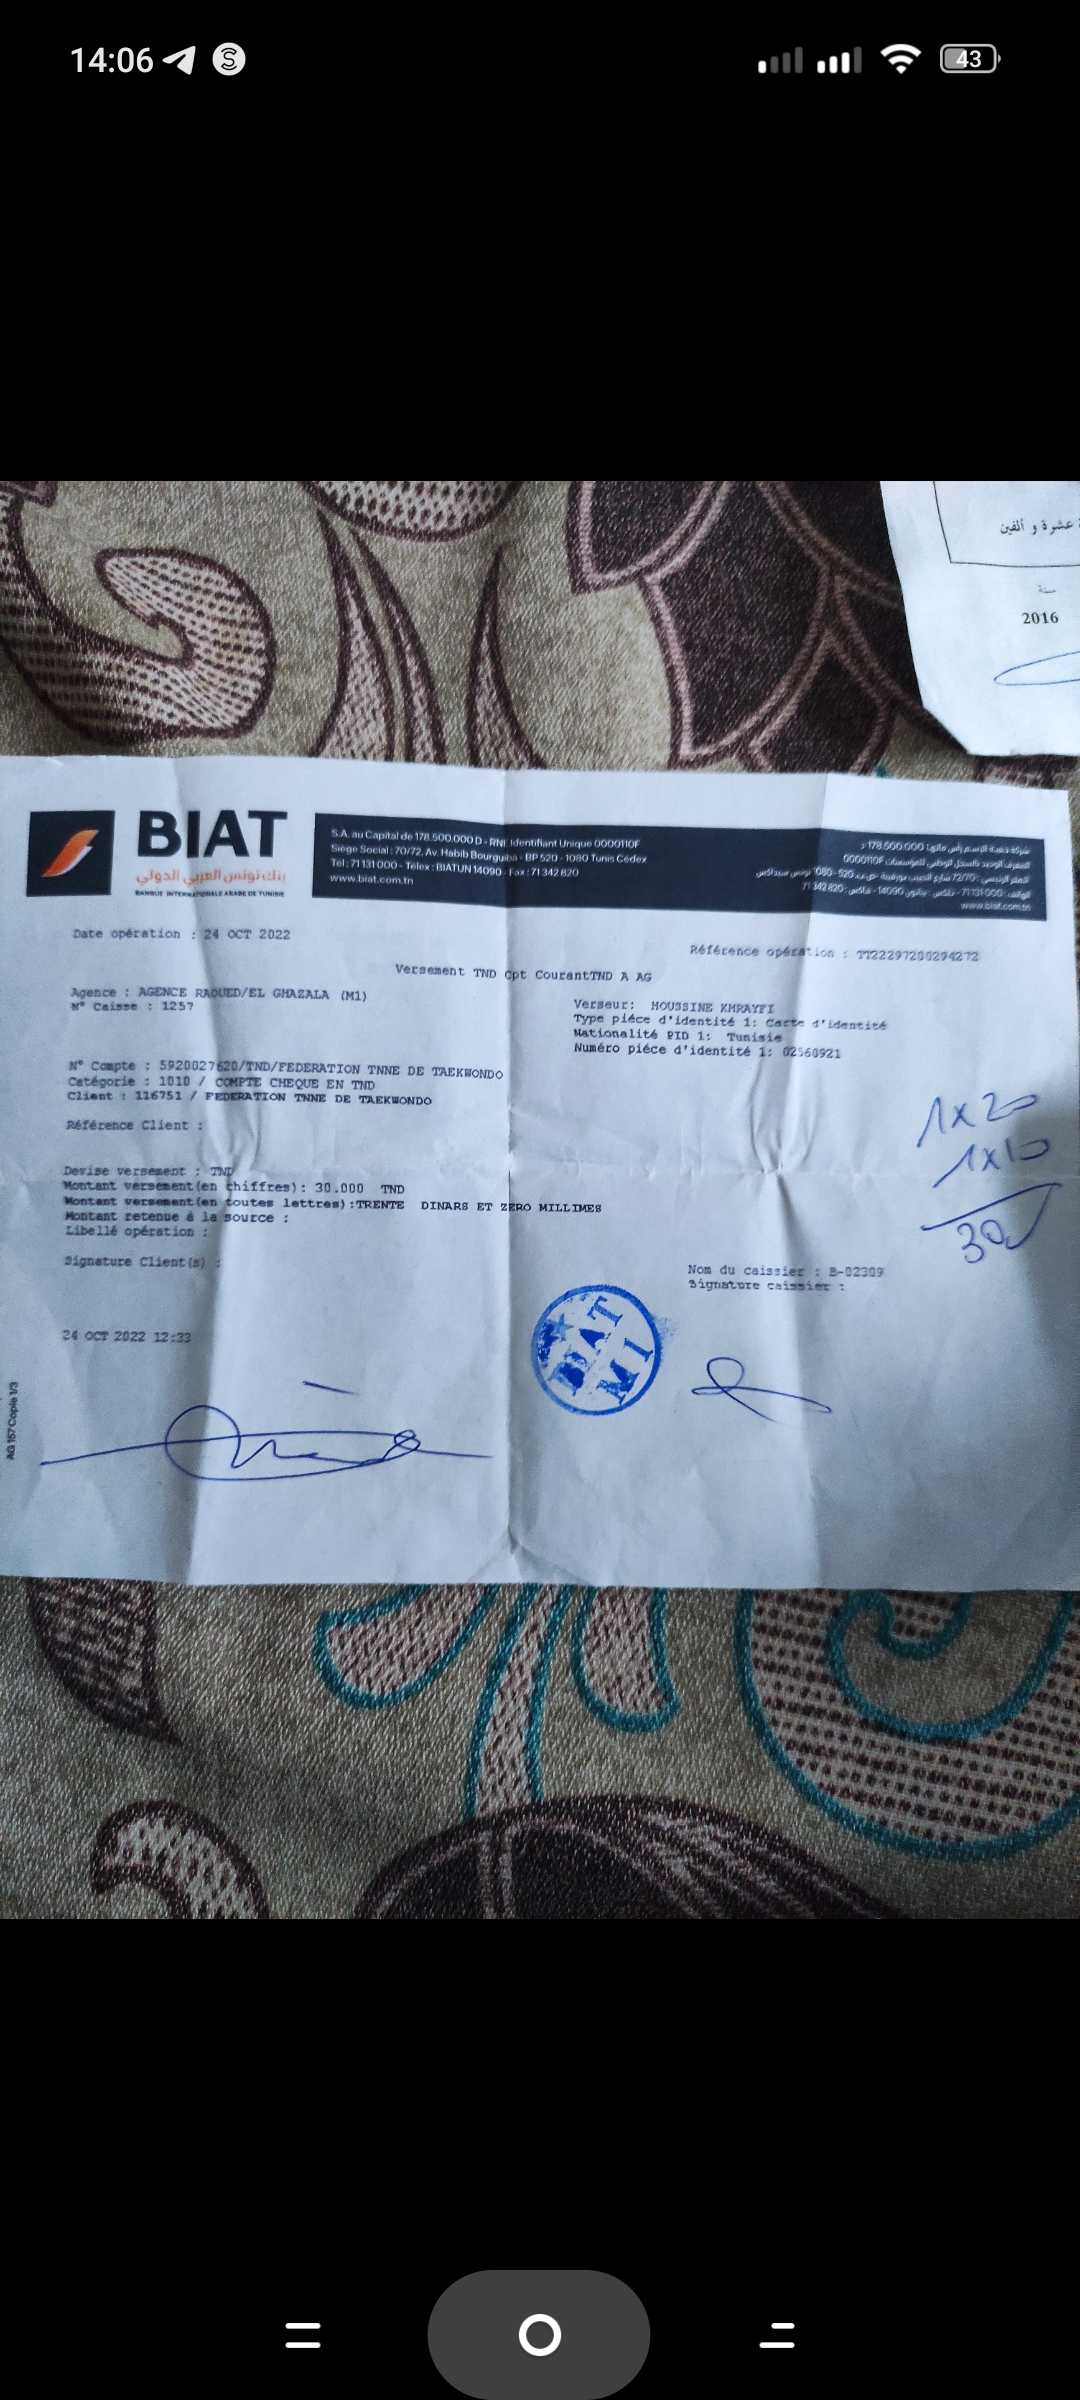 14:06
43
عشرة و ألفين
سنة
2016
BIAT
بنك تونس العربي الدولي
BANQUE INTERNATIONALE ARABE DE TUNISIE
S.A. au Capital de 178.500.000 D - RNE Identifiant Unique 0000110F
Siège Social : 70/72, Av. Habib Bourguiba - BP 520 - 1080 Tunis Cédex
Tél : 71 131 000 - Télex : BIATUN 14090 - Fax : 71 342 820
www.biat.com.tn
www.biat.com.tn
Date opération : 24 OCT 2022
Référence opération : TT22297200294272
Versement TND Cpt CourantTND A AG
Agence : AGENCE RAOUED/EL GHAZALA (M1)
N° Caisse : 1257
Verseur: HOUSSINE KHRAYFI
Type piéce d'identité 1: Carte d'identité
Nationalité PID 1: Tunisie
Numéro piéce d'identité 1: 02560921
N° Compte : 5920027620/TND/FEDERATION TNNE DE TAEKWONDO
Catégorie : 1010 / COMPTE CHEQUE EN TND
Client : 116751 / FEDERATION TNNE DE TAEKWONDO
Référence Client :
1x20
1x10
30
Devise versement : TND
Montant versement(en chiffres): 30.000 TND
Montant versement(en toutes lettres):TRENTE DINARS ET ZERO MILLIMES
Montant retenue à la source :
Libellé opération :
Signature Client(s) :
Nom du caissier : B-02309
Signature caissier :
BIAT
M1
24 OCT 2022 12:33
AG 157 Copie 1/3